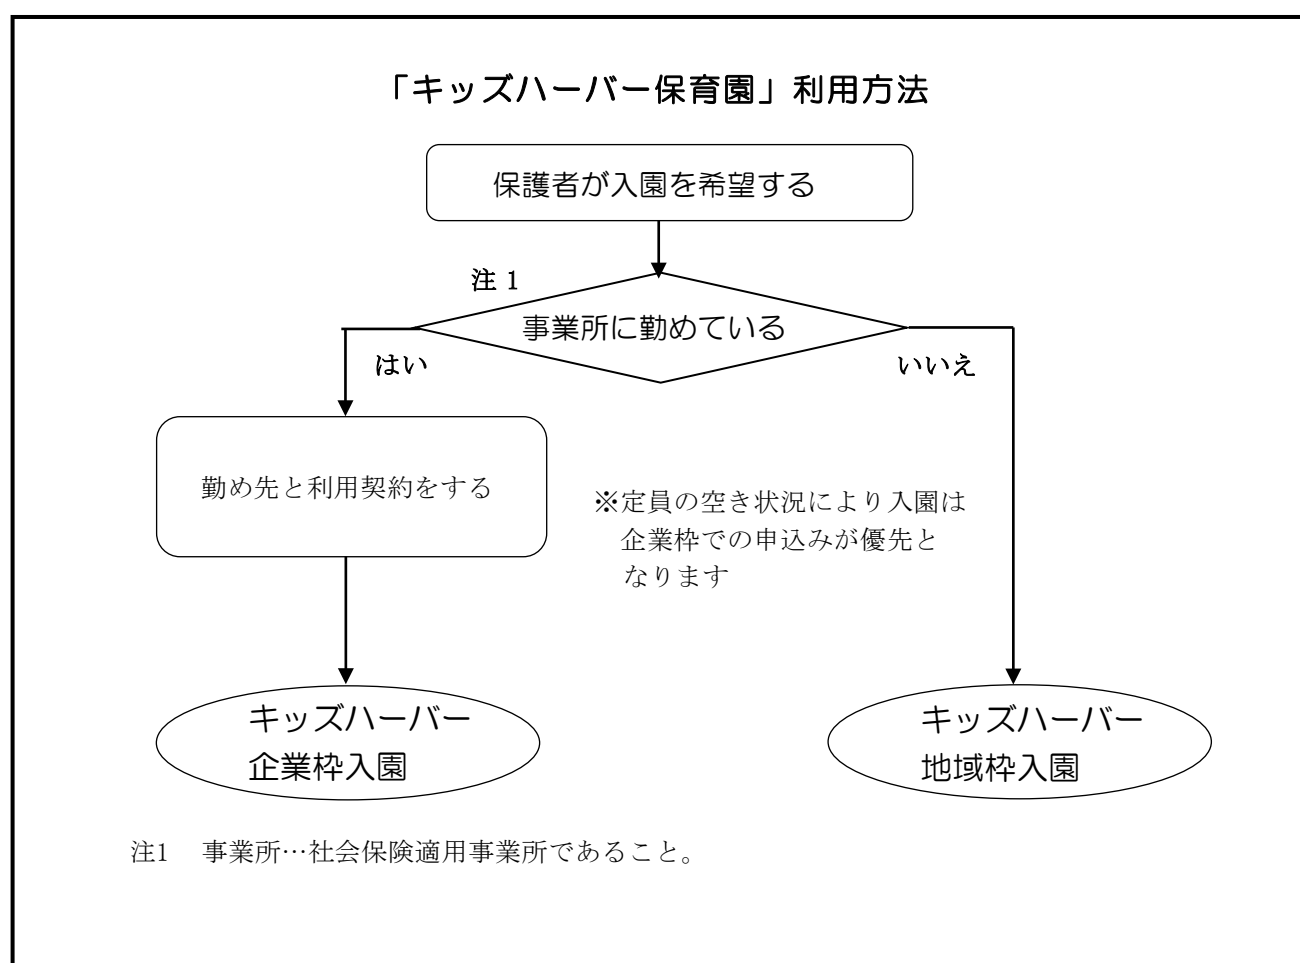 「キッズハーバー保育園」利用方法
保護者が入園を希望する
注 1
事業所に勤めている
はい
いいえ
勤め先と利用契約をする
※定員の空き状況により入園は
企業枠での申込みが優先と
なります
キッズハーバー
企業枠入園
キッズハーバー
地域枠入園
注1 事業所…社会保険適用事業所であること。